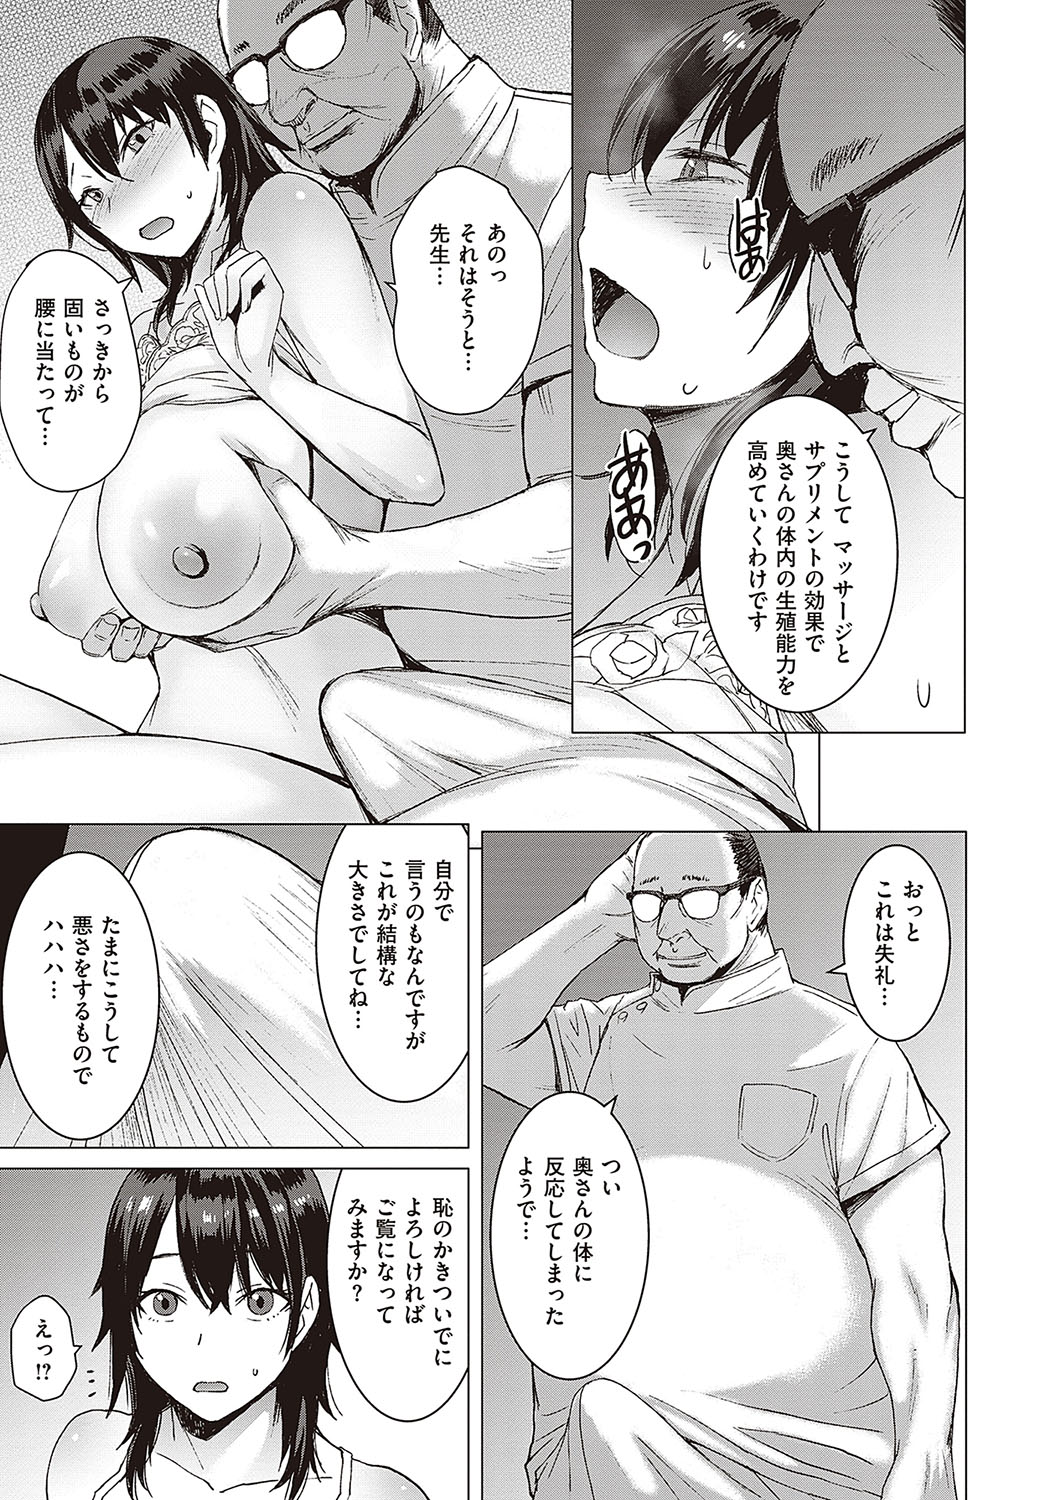 はあ
こうして マッサージと
サプリメントの効果で
奥さんの体内の生殖能力を
高めていくわけです
ああっ
あのっ
それはそうと…
先生…
さっきから
固いものが
腰に当たって…
おっと
これは失礼…
つい
奥さんの体に
反応してしまった
ようで…
自分で
言うのもなんですが
これが結構な
大きさでしてね…
たまにこうして
悪さをするもので
ハハハ…
恥のかきついでに
よろしければ
ご覧になって
みますか?
えっ!?